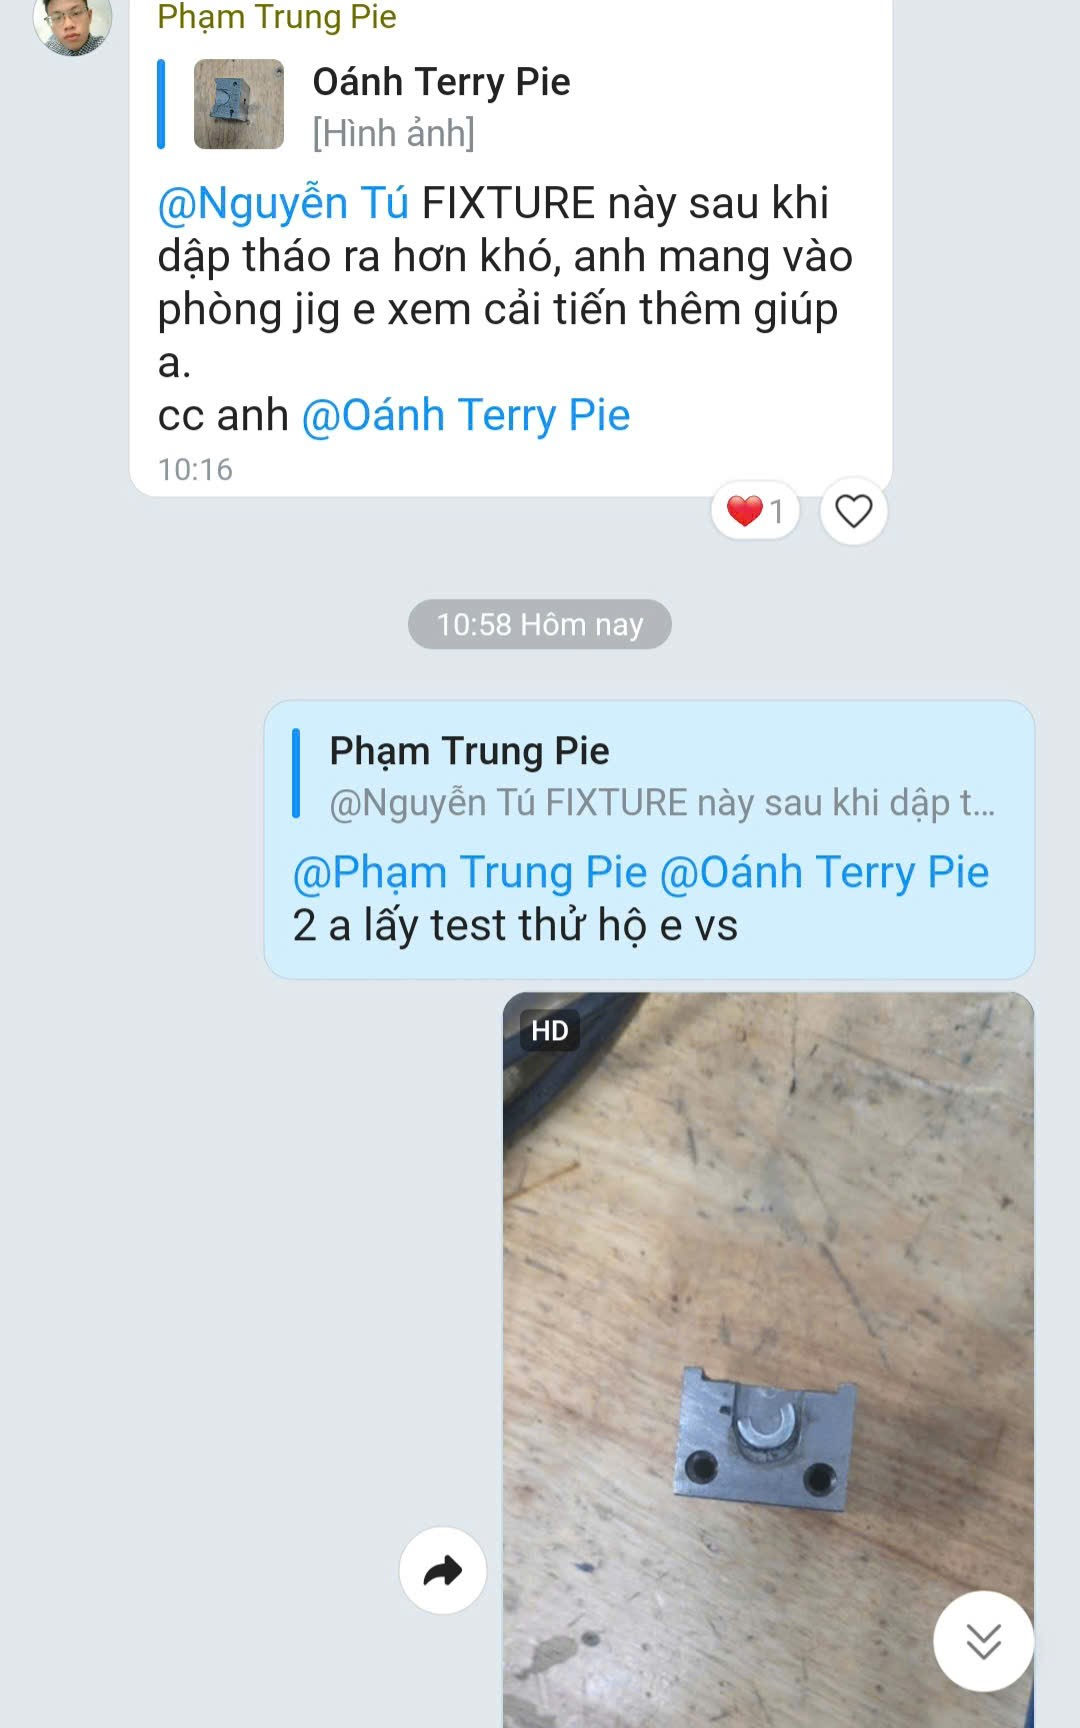 Phạm Trung Pie
Oánh Terry Pie
[Hình ảnh]
@Nguyễn Tú FIXTURE này sau khi
dập tháo ra hơn khó, anh mang vào
phòng jig e xem cải tiến thêm giúp
a.
cc anh @Oánh Terry Pie
10:16
1
10:58 Hôm nay
Phạm Trung Pie
@Nguyễn Tú FIXTURE này sau khi dập t...
@Phạm Trung Pie @Oánh Terry Pie
2 a lấy test thử hộ e vs
HD